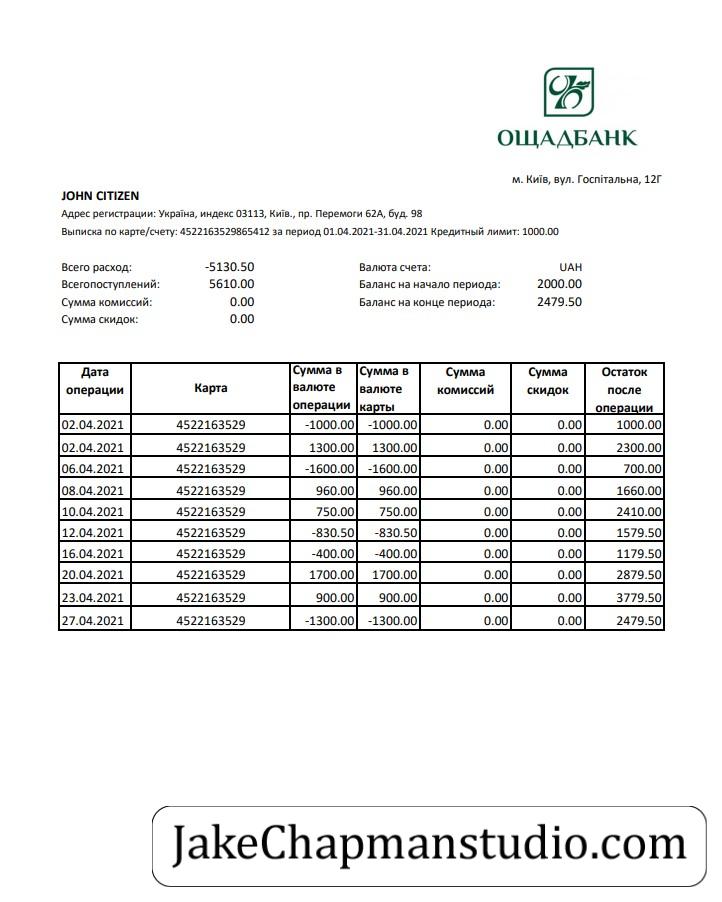 ОЩАДБАНК
м. Київ, вул. Госпітальна, 12Г
JOHN CITIZEN
Адрес регистрации: Україна, индекс 03113, Київ., пр. Перемоги 62А, буд. 98
Выписка по карте/счету: 4522163529865412 за период 01.04.2021-31.04.2021 Кредитный лимит: 1000.00
Всего расход: -5130.50 Валюта счета: UAH
Всегопоступлений: 5610.00 Баланс на начало периода: 2000.00
Сумма комиссий: 0.00 Баланс на конце периода: 2479.50
Сумма скидок: 0.00
Дата операции Карта Сумма в валюте операции Сумма в валюте карты Сумма комиссий Сумма скидок Остаток после операции
02.04.2021 4522163529 -1000.00 -1000.00 0.00 0.00 1000.00
02.04.2021 4522163529 1300.00 1300.00 0.00 0.00 2300.00
06.04.2021 4522163529 -1600.00 -1600.00 0.00 0.00 700.00
08.04.2021 4522163529 960.00 960.00 0.00 0.00 1660.00
10.04.2021 4522163529 750.00 750.00 0.00 0.00 2410.00
12.04.2021 4522163529 -830.50 -830.50 0.00 0.00 1579.50
16.04.2021 4522163529 -400.00 -400.00 0.00 0.00 1179.50
20.04.2021 4522163529 1700.00 1700.00 0.00 0.00 2879.50
23.04.2021 4522163529 900.00 900.00 0.00 0.00 3779.50
27.04.2021 4522163529 -1300.00 -1300.00 0.00 0.00 2479.50
JakeChapmanstudio.com